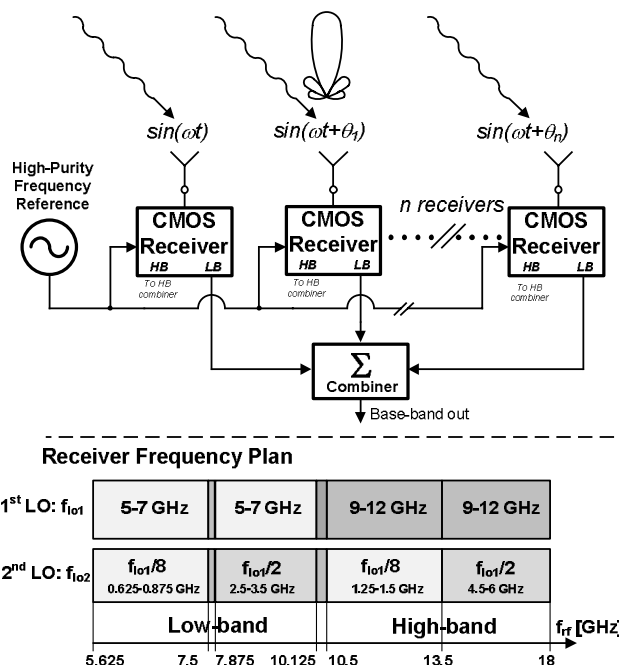 sin(ωt)
sin(ωt+θ1)
sin(ωt+θn)
High-Purity
Frequency
Reference
CMOS
Receiver
HB LB
To HB
combiner
CMOS
Receiver
HB LB
To HB
combiner
n receivers
CMOS
Receiver
HB LB
To HB
combiner
Σ
Combiner
Base-band out
Receiver Frequency Plan
1st LO: flo1
5-7 GHz 5-7 GHz 9-12 GHz 9-12 GHz
2nd LO: flo2
flo1/8 flo1/2 flo1/8 flo1/2
0.625-0.875 GHz 2.5-3.5 GHz 1.25-1.5 GHz 4.5-6 GHz
Low-band High-band frf [GHz]
5.625 7.5 7.875 10.125 10.5 13.5 18